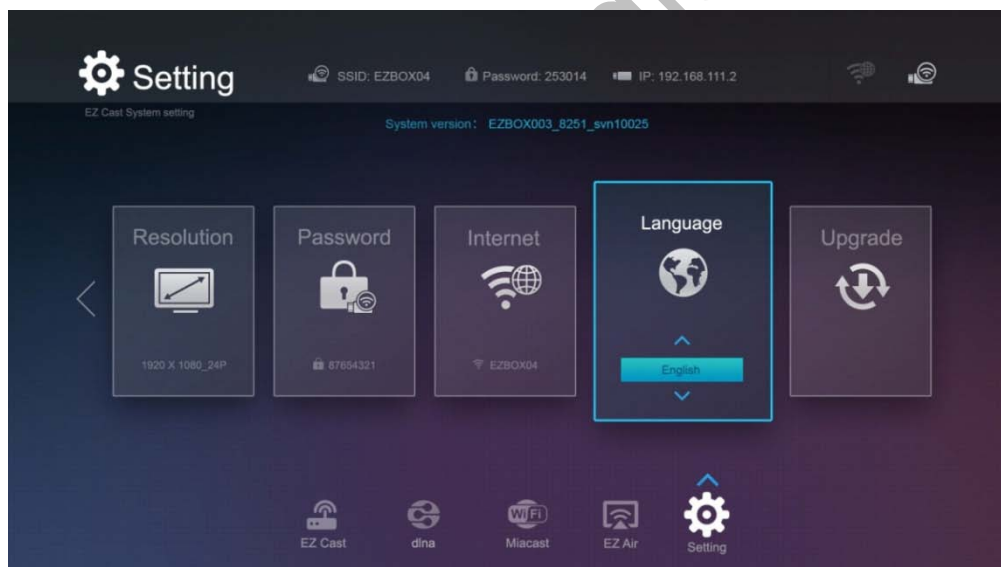 Setting
SSID: EZBOX04
Password: 253014
IP: 192.168.111.2
EZ Cast System setting
System version: EZBOX003_8251_svn10025
Resolution
Password
Internet
Language
Upgrade
1920 X 1080_24P
87654321
EZBOX04
English
EZ Cast
dlna
WiFi
Miacast
EZ Air
Setting